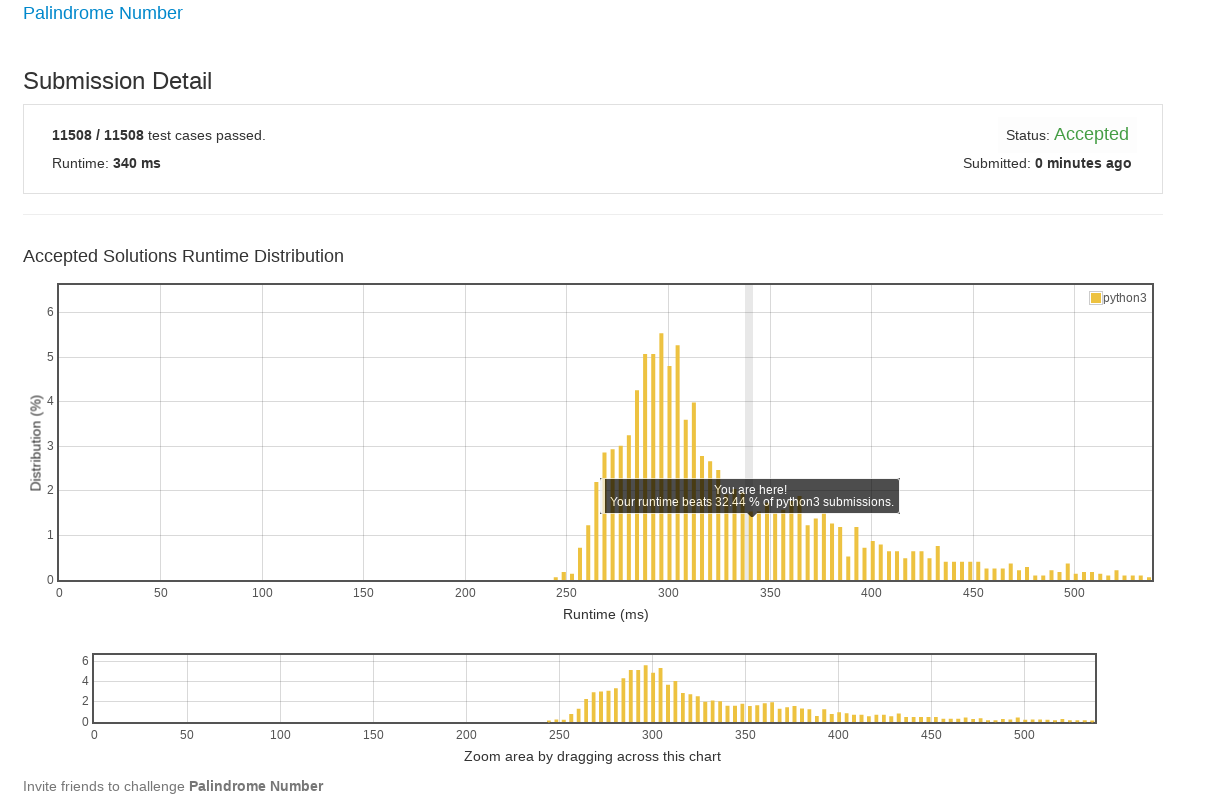 Palindrome Number
Submission Detail
11508 / 11508 test cases passed.
Status: Accepted
Runtime: 340 ms
Submitted: 0 minutes ago
Accepted Solutions Runtime Distribution
python3
6
5
4
3
2
1
0
Distribution (%)
You are here!
Your runtime beats 32.44 % of python3 submissions.
0 50 100 150 200 250 300 350 400 450 500
Runtime (ms)
6
4
2
0
0 50 100 150 200 250 300 350 400 450 500
Zoom area by dragging across this chart
Invite friends to challenge Palindrome Number